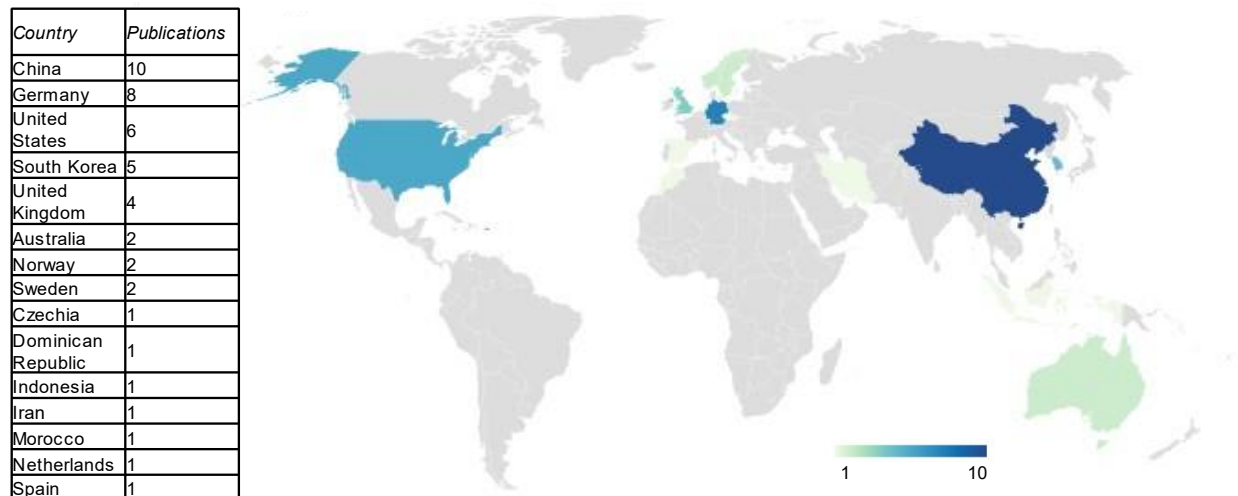 Country Publications
China 10
Germany 8
United
States 6
South Korea 5
United
Kingdom 4
Australia 2
Norway 2
Sweden 2
Czechia 1
Dominican
Republic 1
Indonesia 1
Iran 1
Morocco 1
Netherlands 1
Spain 1
1 10